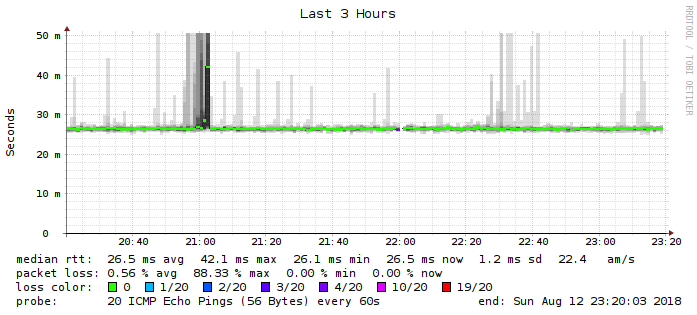 Last 3 Hours
RRDTOOL / TOBI OETIKER
Seconds
50 m
40 m
30 m
20 m
10 m
0
20:40 21:00 21:20 21:40 22:00 22:20 22:40 23:00 23:20
median rtt: 26.5 ms avg 42.1 ms max 26.1 ms min 26.5 ms now 1.2 ms sd 22.4 am/s
packet loss: 0.56 % avg 88.33 % max 0.00 % min 0.00 % now
loss color: 0 1/20 2/20 3/20 4/20 10/20 19/20
probe: 20 ICMP Echo Pings (56 Bytes) every 60s end: Sun Aug 12 23:20:03 2018